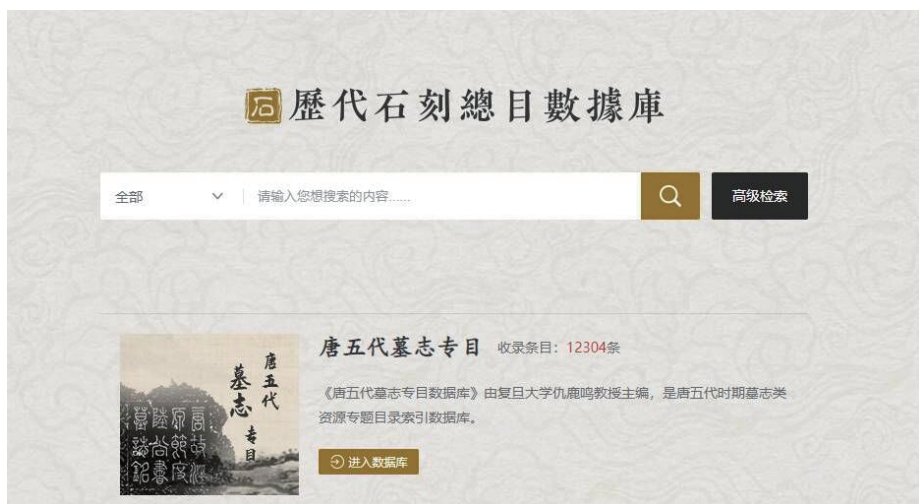 石
歷代石刻總目數據庫
全部
请输入您想搜索的内容......
高级检索
唐五代
墓志
专目
唐五代墓志专目 收录条目：12304条
《唐五代墓志专目数据库》由复旦大学仇鹿鸣教授主编，是唐五代时期墓志类
资源专题目录索引数据库。
进入数据库